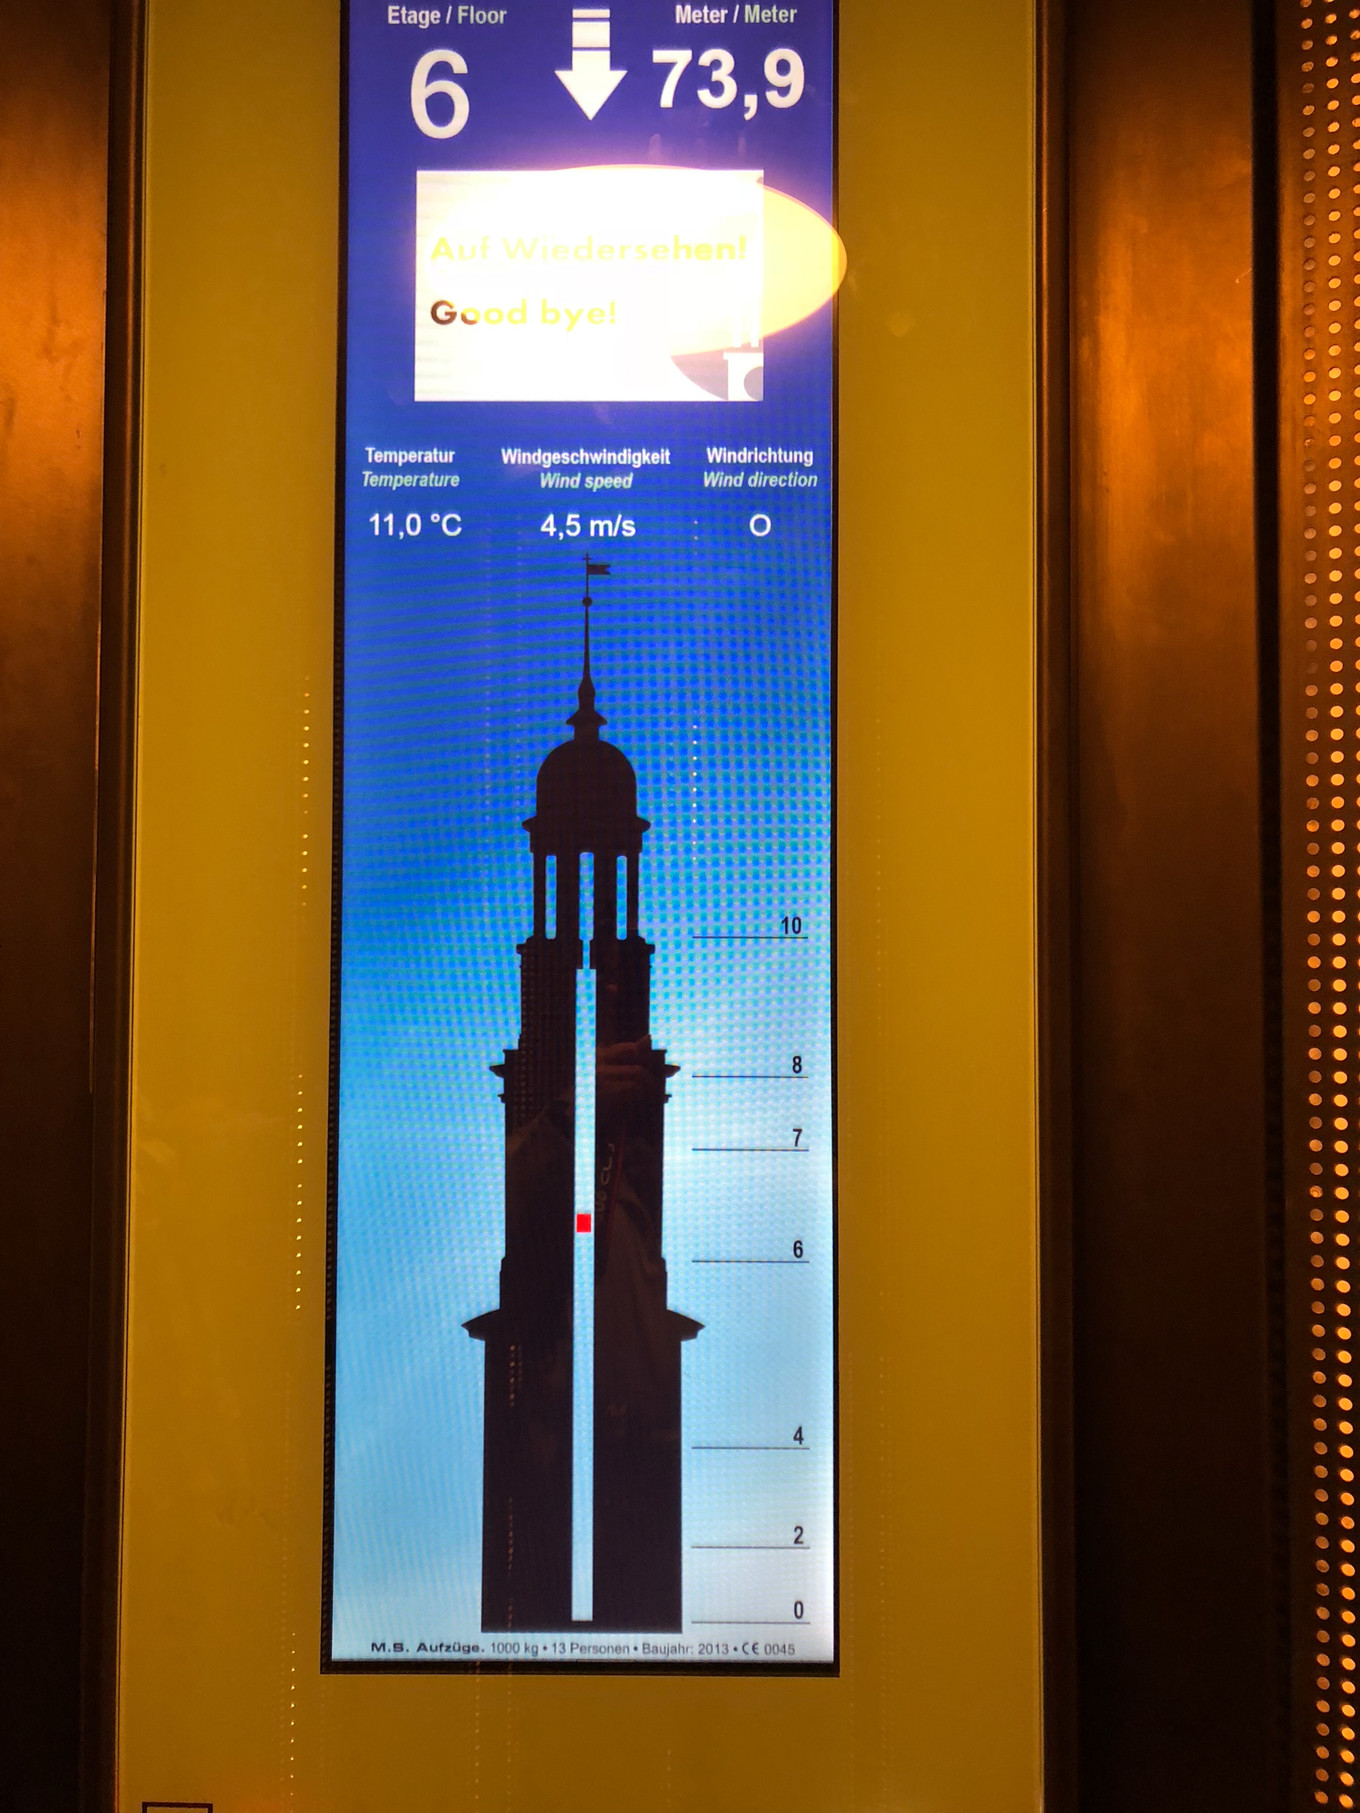 Etage / Floor
Meter / Meter
6
73,9
Auf Wiedersehen!
Good bye!
Temperatur
Temperature
Windgeschwindigkeit
Wind speed
Windrichtung
Wind direction
11,0 °C
4,5 m/s
O
10
8
7
6
4
2
0
M.S. Aufzüge. 1000 kg • 13 Personen • Baujahr: 2013 • CE 0045